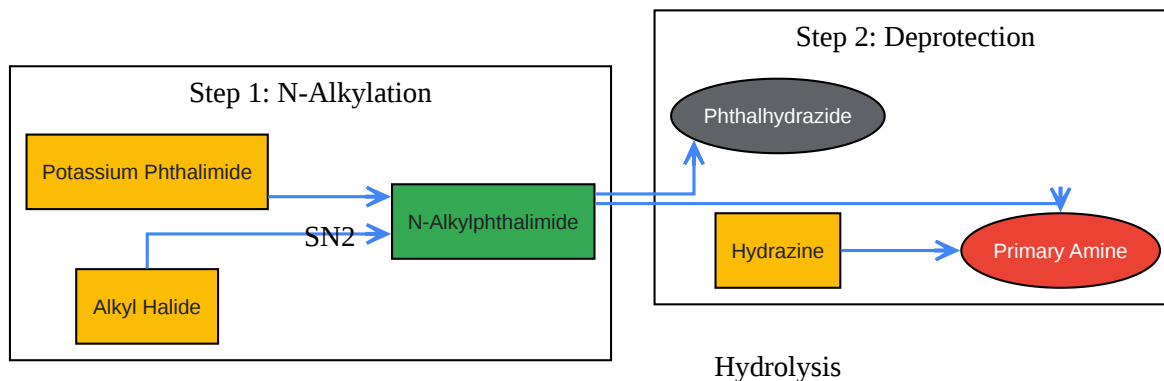 Step 1: N-Alkylation
Potassium Phthalimide
Alkyl Halide
SN2
N-Alkylphthalimide
Step 2: Deprotection
Phthalhydrazide
Hydrazine
Primary Amine
Hydrolysis